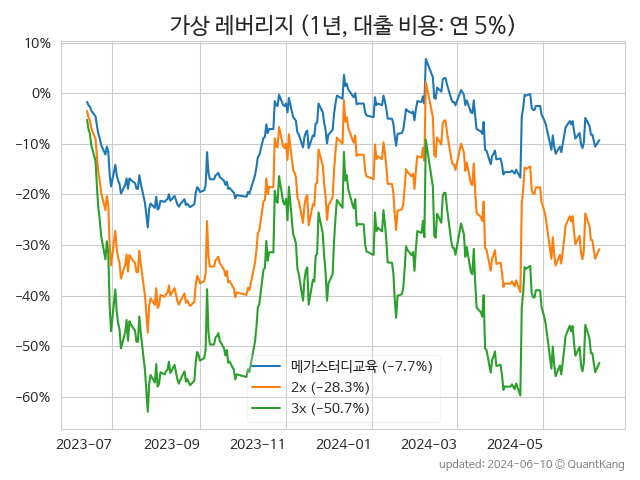 가상 레버리지 (1년, 대출 비용: 연 5%)
10%
0%
−10%
−20%
−30%
−40%
−50%
−60%
메가스터디교육 (−7.7%)
2x (−28.3%)
3x (−50.7%)
2023-07 2023-09 2023-11 2024-01 2024-03 2024-05
updated: 2024-06-10 © QuantKang